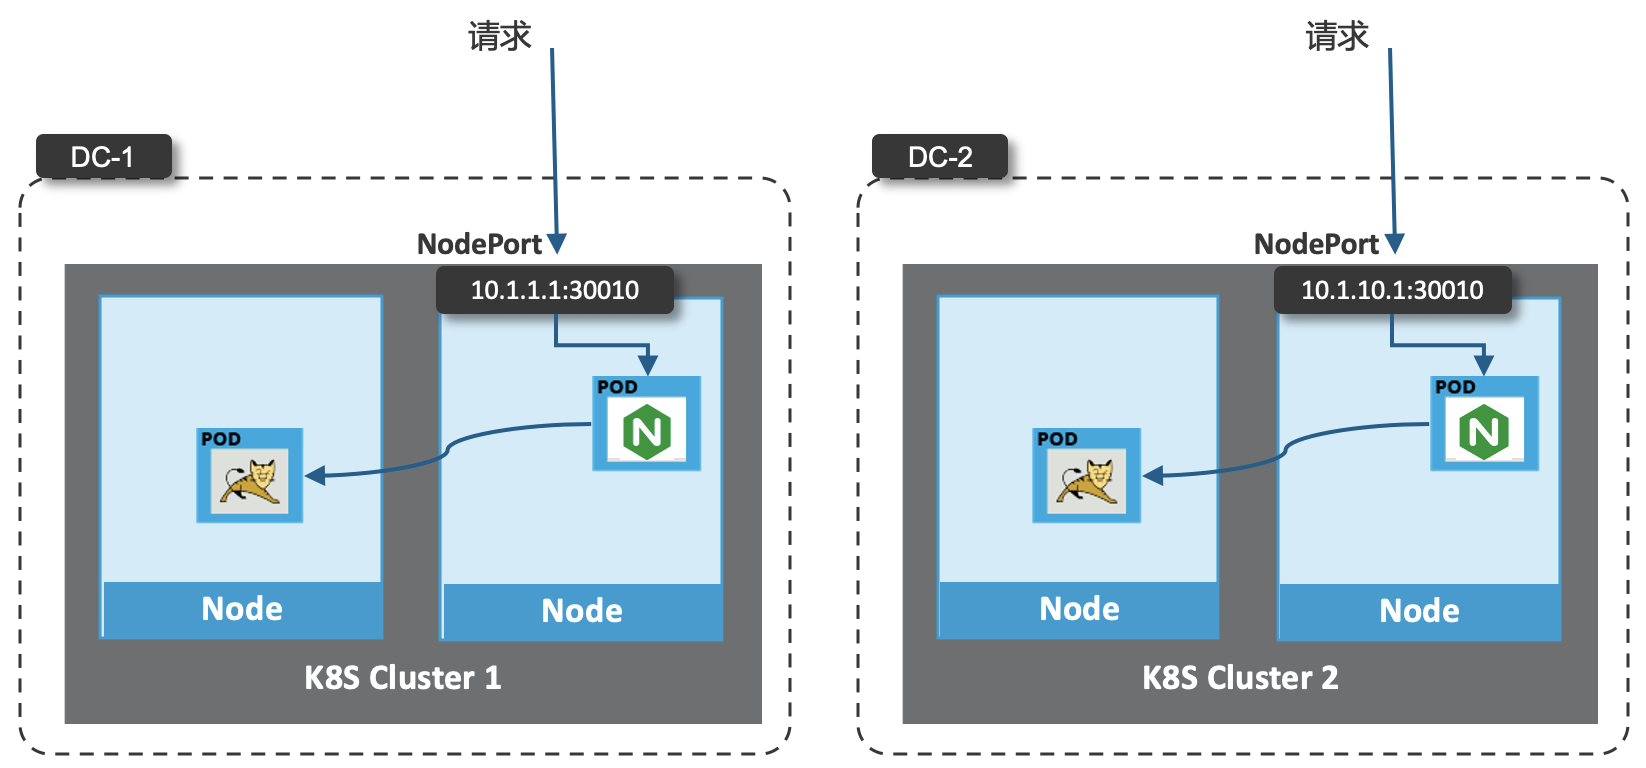 请求
请求
DC-1
DC-2
NodePort
NodePort
10.1.1.1:30010
10.1.10.1:30010
POD
POD
N
N
POD
POD
Node
Node
Node
Node
K8S Cluster 1
K8S Cluster 2